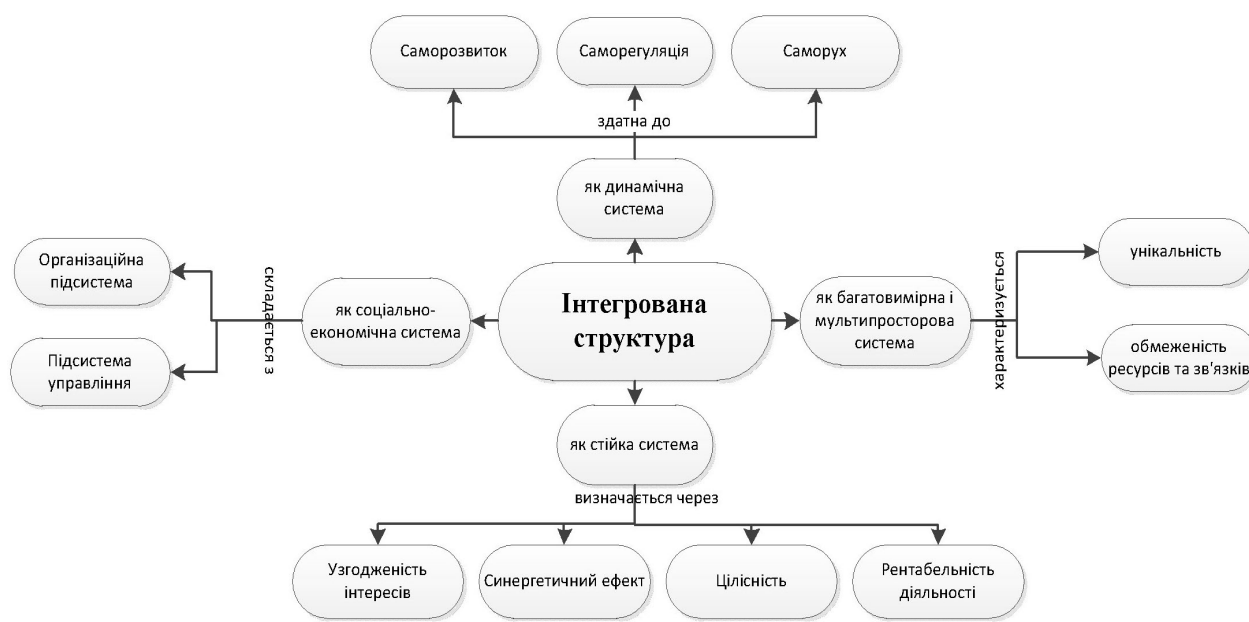 Саморозвиток
Саморегуляція
Саморух
здатна до
як динамічна
система
Організаційна
підсистема
Підсистема
управління
складається з
як соціально-
економічна система
Інтегрована
структура
як багатовимірна і
мультипросторова
система
характеризується
унікальність
обмеженість
ресурсів та зв'язків
як стійка система
визначається через
Узгодженість
інтересів
Синергетичний ефект
Цілісність
Рентабельність
діяльності